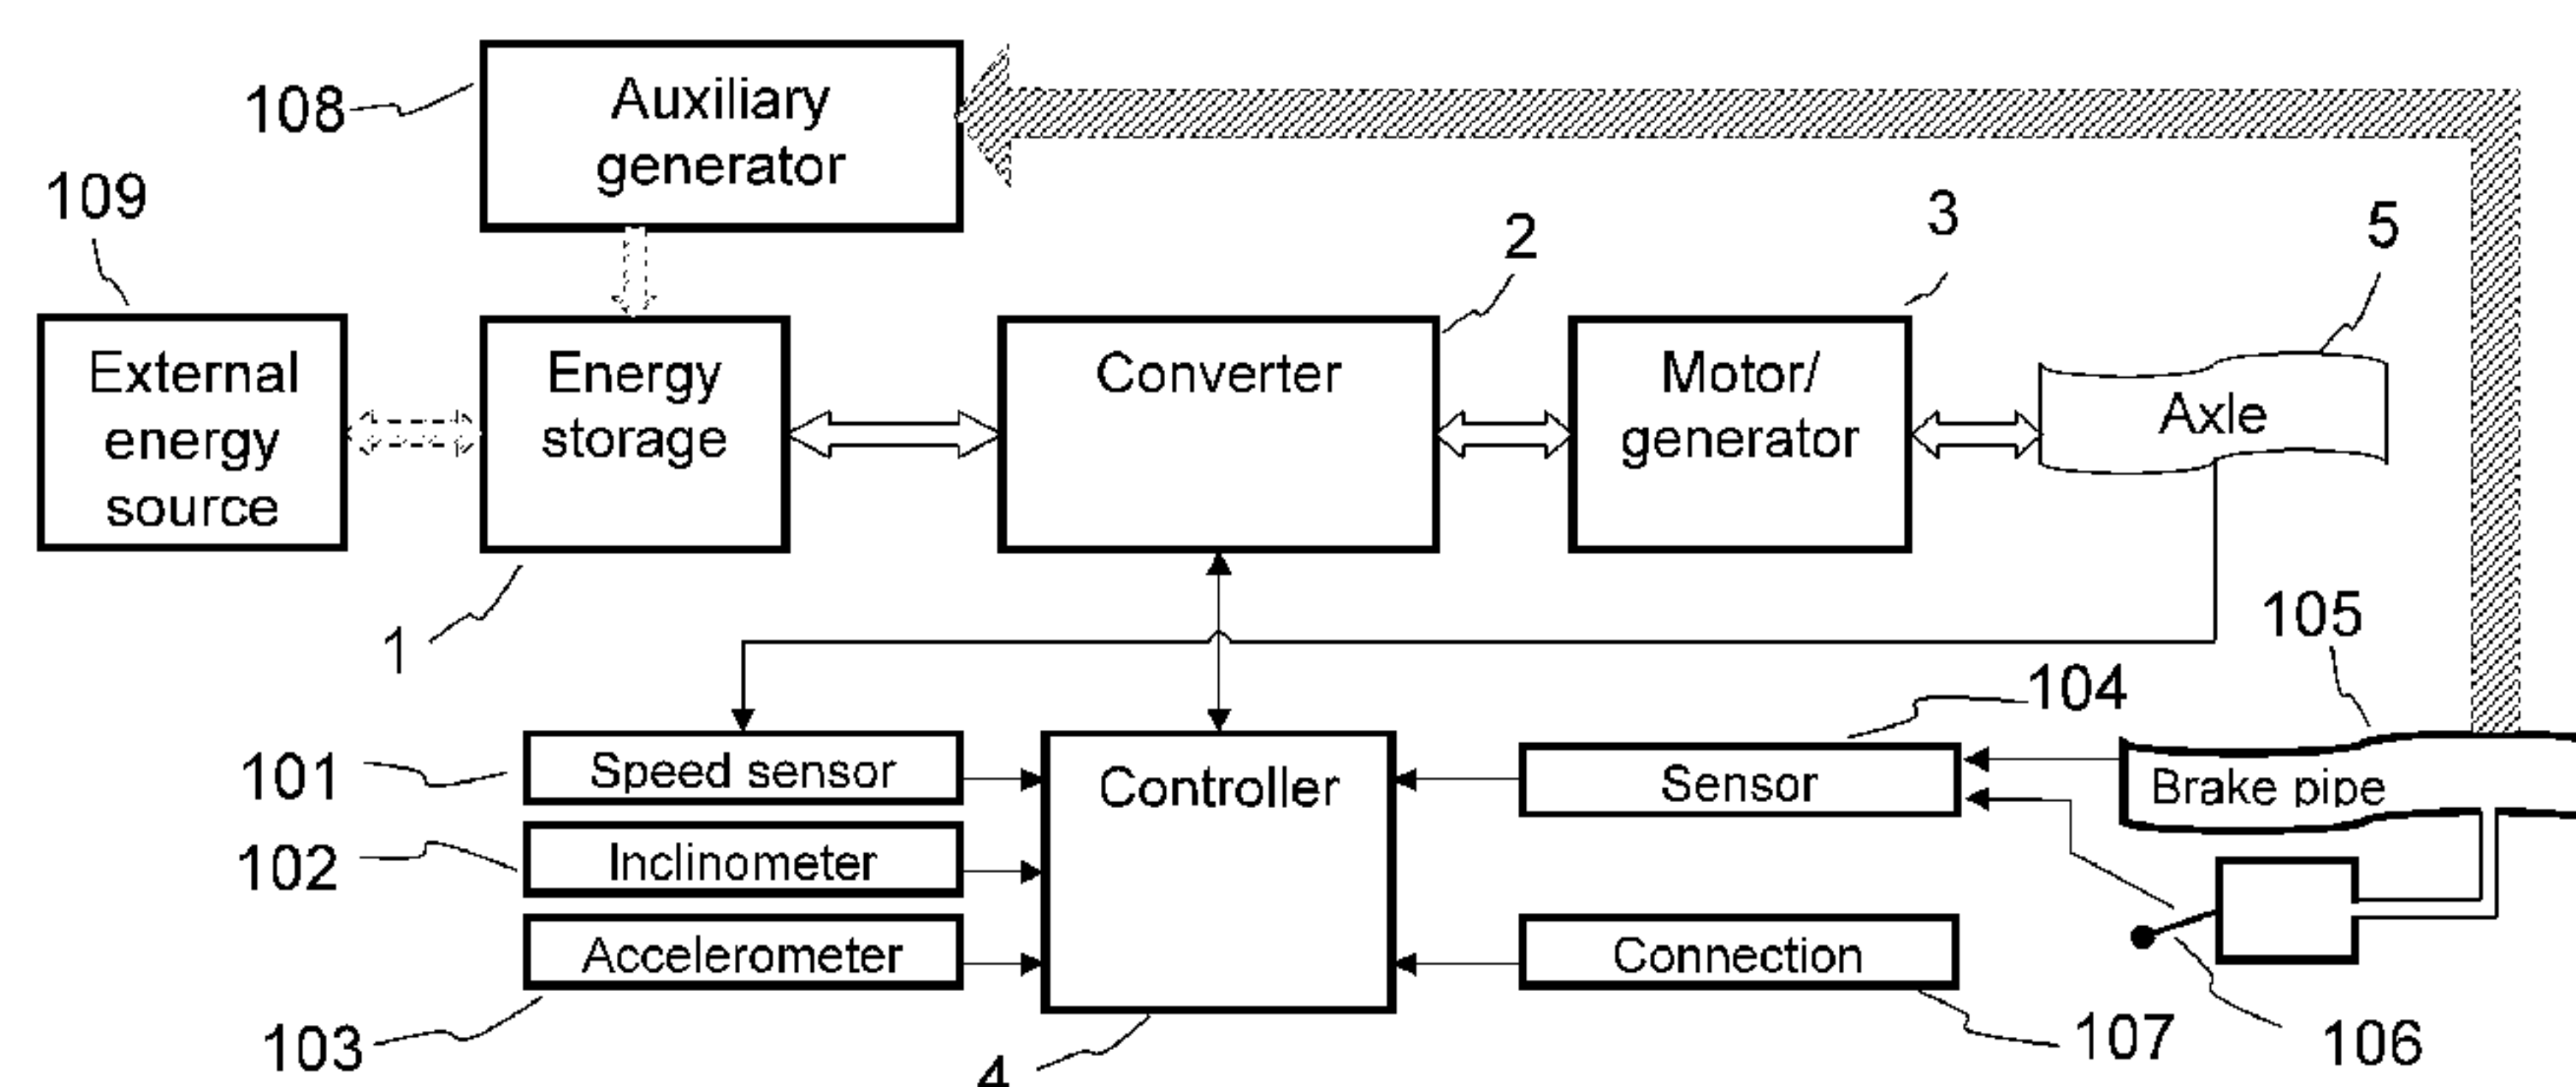 108
Auxiliary
generator
109
2
3
5
External
energy
source
Energy
storage
Converter
Motor/
generator
Axle
1
105
104
101
Speed sensor
Controller
Sensor
Brake pipe
102
Inclinometer
Accelerometer
Connection
103
4
107
106